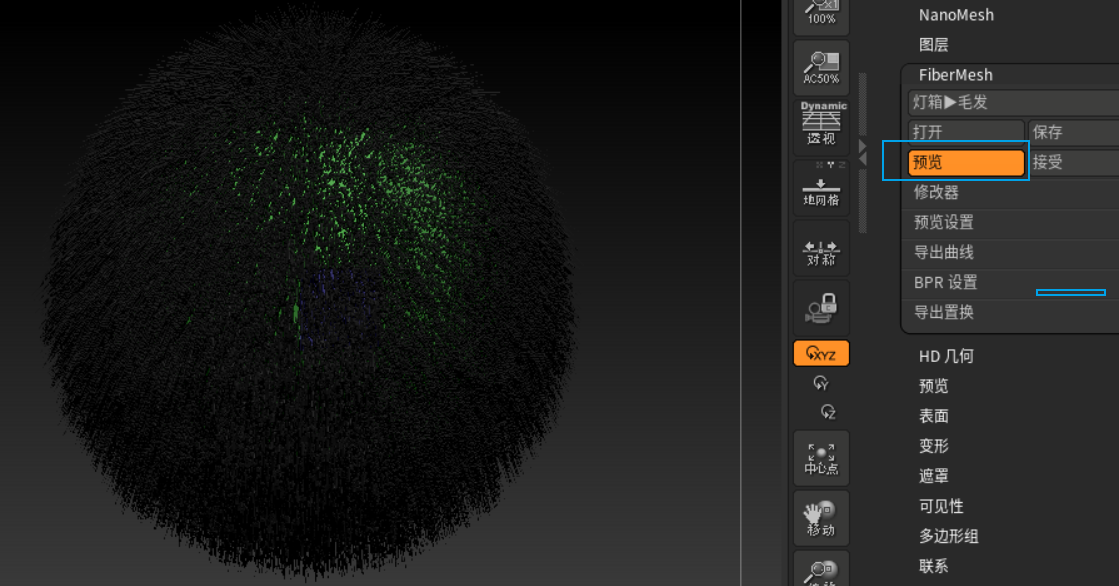 100%
AC50%
Dynamic
透视
地网格
对称
XYZ
Y
Z
中心点
移动
NanoMesh
图层
FiberMesh
灯箱▶毛发
打开 保存
预览 接受
修改器
预览设置
导出曲线
BPR 设置
导出置换
HD 几何
预览
表面
变形
遮罩
可见性
多边形组
联系